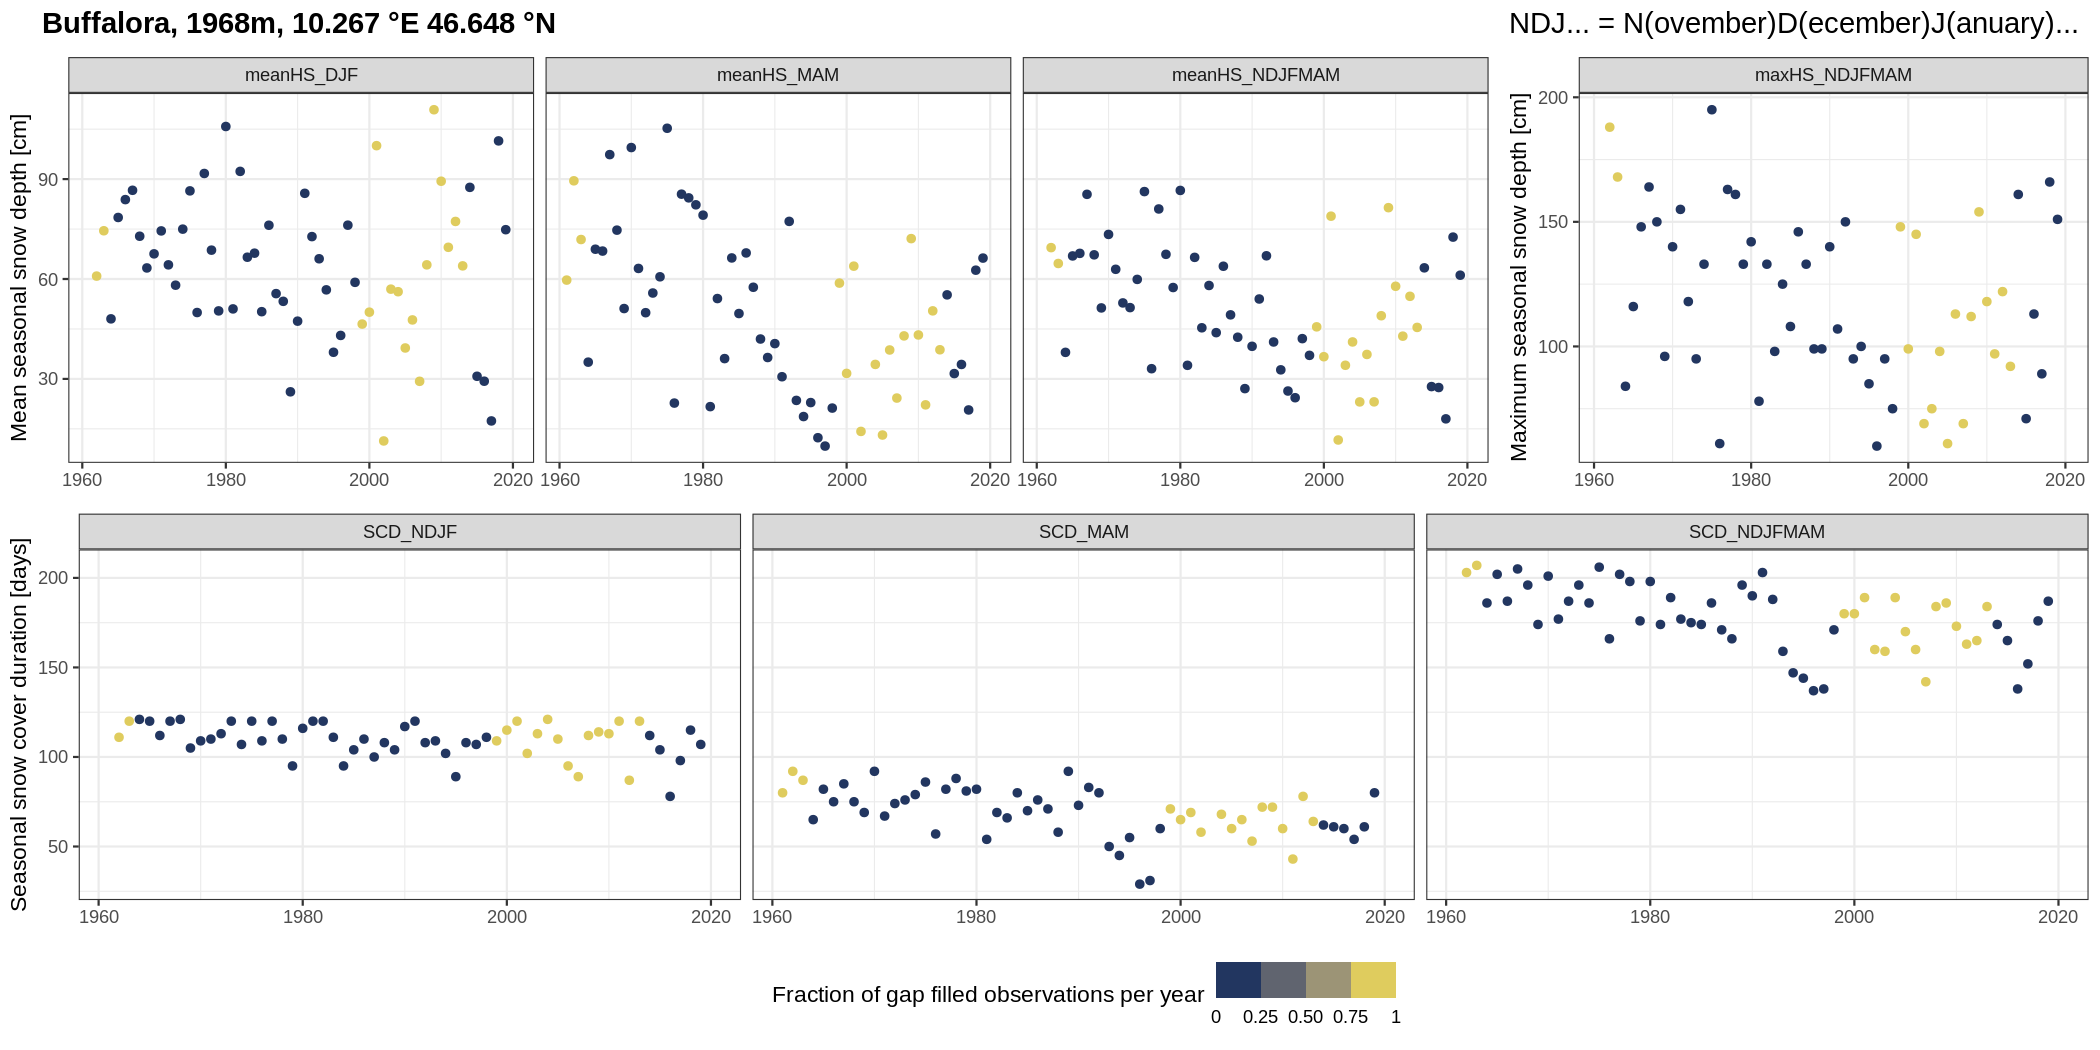 Buffalora, 1968m, 10.267 °E 46.648 °N
NDJ... = N(ovember)D(ecember)J(anuary)...
meanHS_DJF
meanHS_MAM
meanHS_NDJFMAM
maxHS_NDJFMAM
Mean seasonal snow depth [cm]
90
60
30
1960 1980 2000 2020
1960 1980 2000 2020
1960 1980 2000 2020
Maximum seasonal snow depth [cm]
200
150
100
1960 1980 2000 2020
SCD_NDJF
SCD_MAM
SCD_NDJFMAM
Seasonal snow cover duration [days]
200
150
100
50
1960 1980 2000 2020
1960 1980 2000 2020
1960 1980 2000 2020
Fraction of gap filled observations per year
0 0.25 0.50 0.75 1